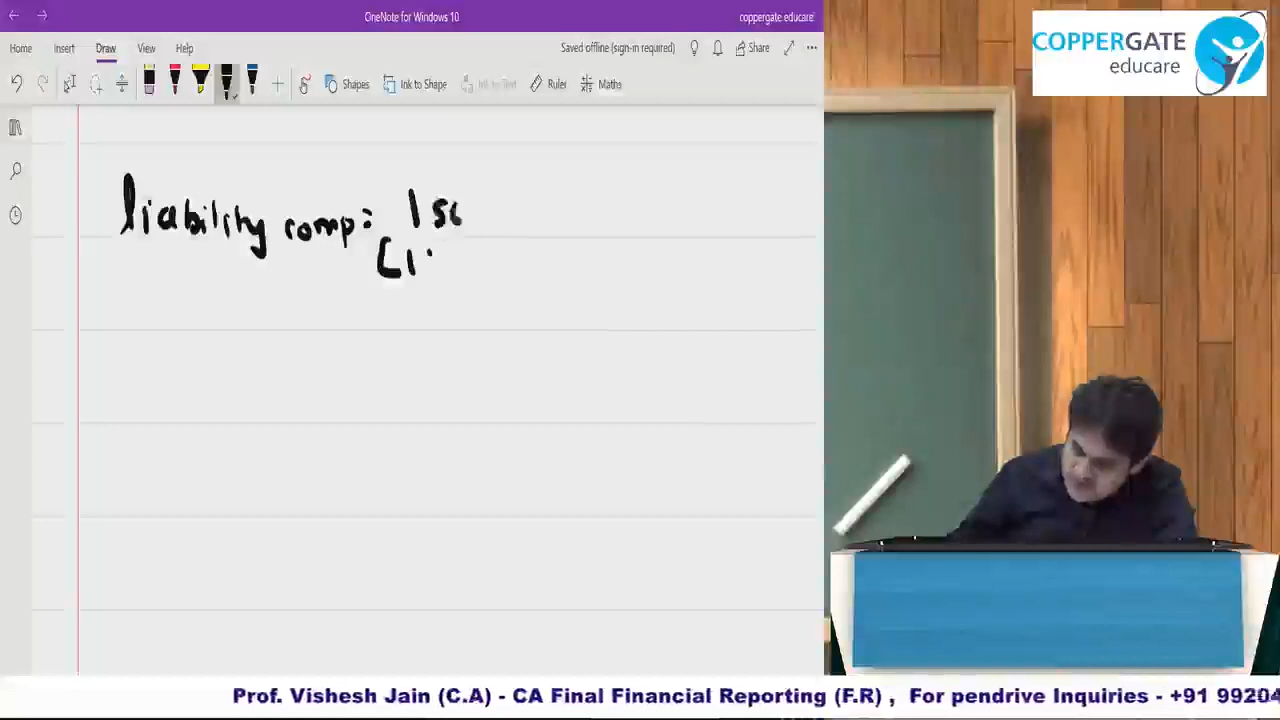 OneNote for Windows 10
coppergate.educare
Home Insert Draw View Help
Saved offline (sign-in required)
Share
Shapes
Ink to Shape
Ink to Text
Ruler
Maths
COPPERGATE
educare
liability comp =
(1
Prof. Vishesh Jain (C.A) - CA Final Financial Reporting (F.R) , For pendrive Inquiries - +91 99204